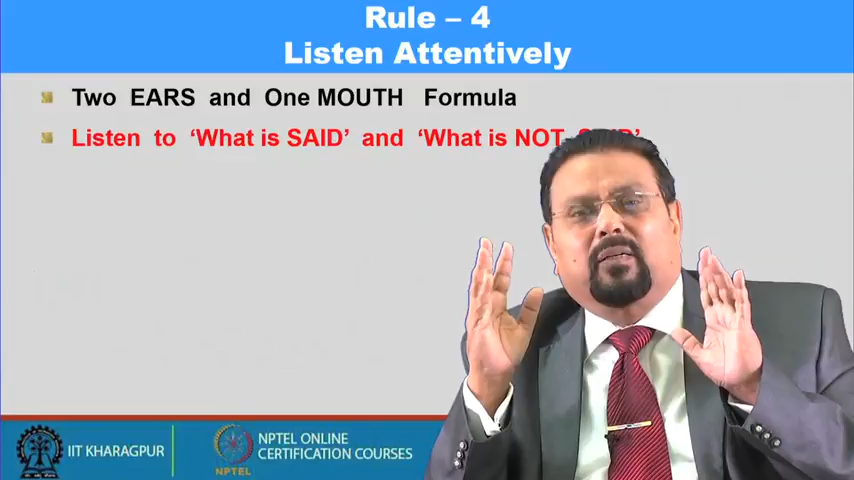 Rule – 4
Listen Attentively
Two EARS and One MOUTH Formula
Listen to ‘What is SAID’ and ‘What is NOT
IIT KHARAGPUR
NPTEL ONLINE
CERTIFICATION COURSES
NPTEL